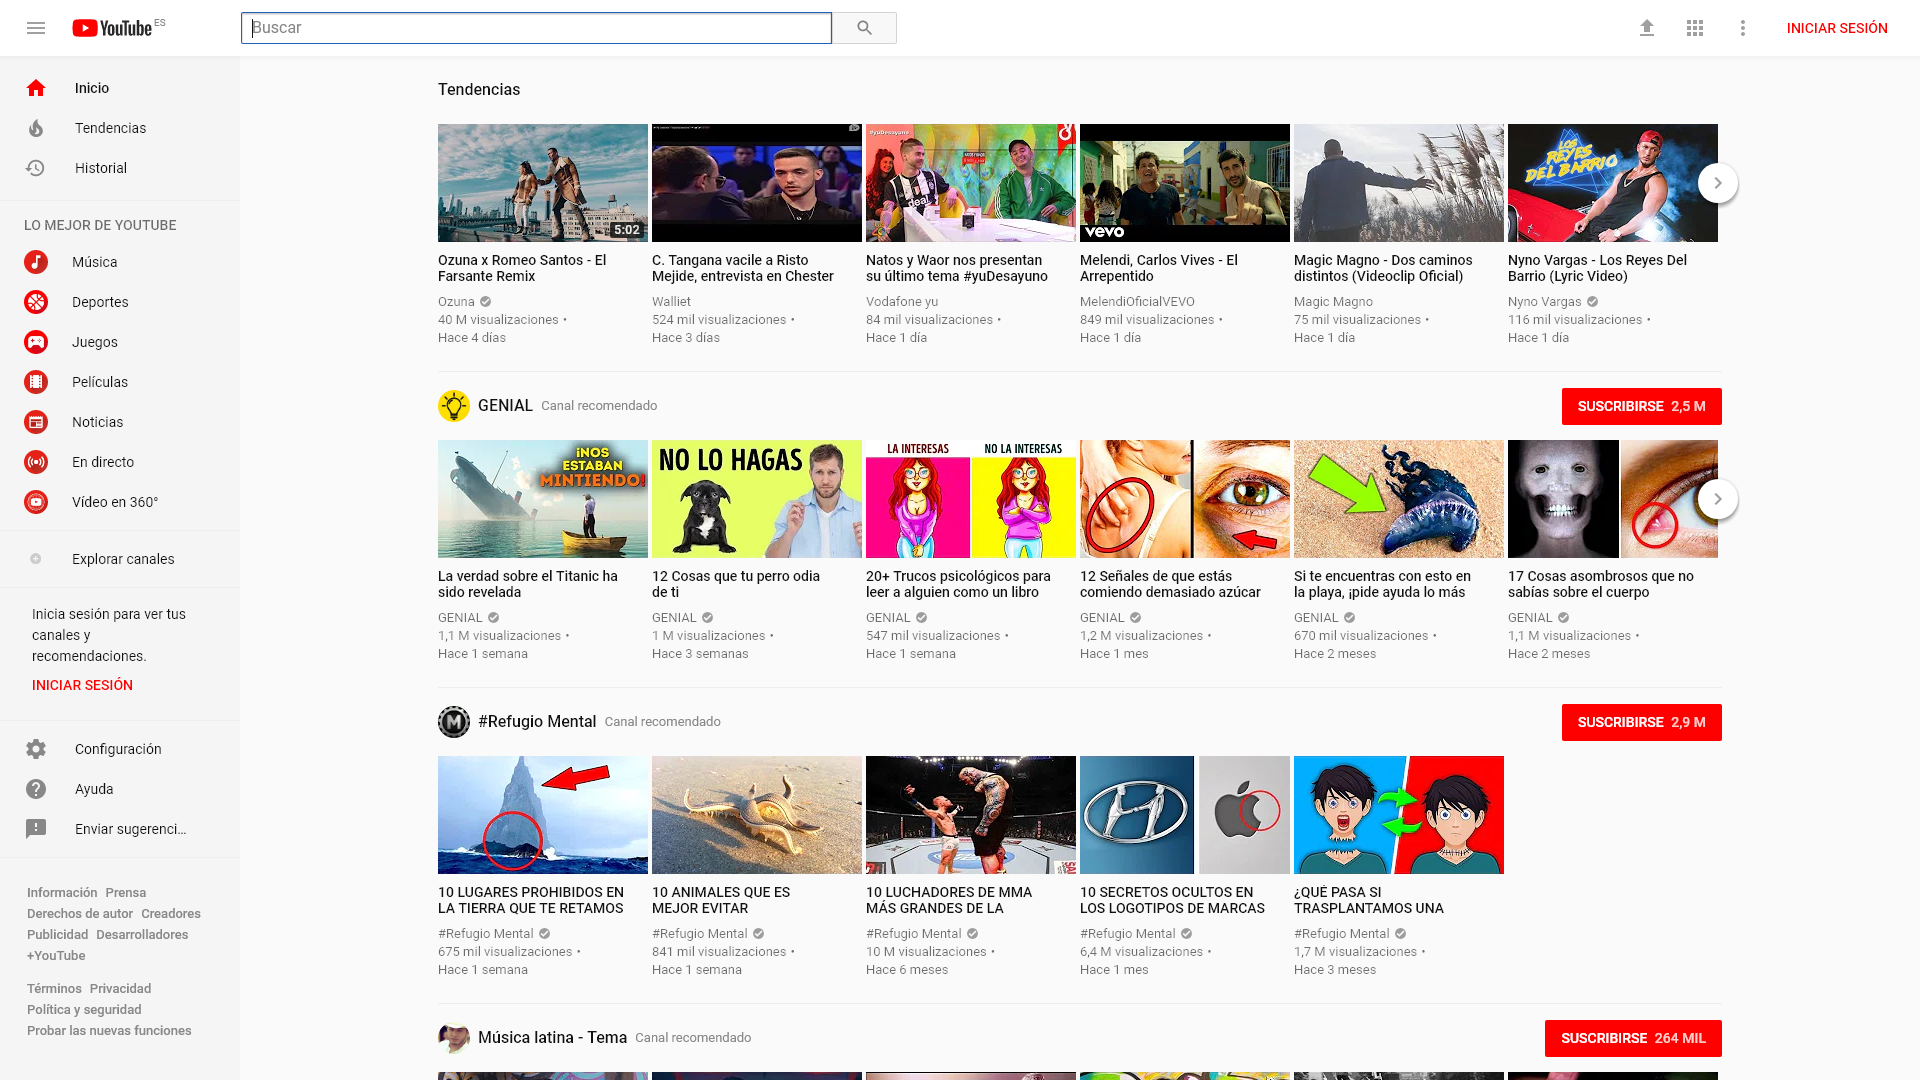 YouTube ES
Buscar
INICIAR SESIÓN
Inicio
Tendencias
Historial
LO MEJOR DE YOUTUBE
Música
Deportes
Juegos
Películas
Noticias
En directo
Vídeo en 360°
Explorar canales
Inicia sesión para ver tus
canales y
recomendaciones.
INICIAR SESIÓN
Configuración
Ayuda
Enviar sugerenci...
Información Prensa
Derechos de autor Creadores
Publicidad Desarrolladores
+YouTube
Términos Privacidad
Política y seguridad
Probar las nuevas funciones
Tendencias
5:02
#yuDesayuno
deal
vevo
LOS REYES DEL BARRIO
Ozuna x Romeo Santos - El
Farsante Remix
Ozuna
40 M visualizaciones •
Hace 4 días
C. Tangana vacile a Risto
Mejide, entrevista en Chester
Walliet
524 mil visualizaciones •
Hace 3 días
Natos y Waor nos presentan
su último tema #yuDesayuno
Vodafone yu
84 mil visualizaciones •
Hace 1 día
Melendi, Carlos Vives - El
Arrepentido
MelendiOficialVEVO
849 mil visualizaciones •
Hace 1 día
Magic Magno - Dos caminos
distintos (Videoclip Oficial)
Magic Magno
75 mil visualizaciones •
Hace 1 día
Nyno Vargas - Los Reyes Del
Barrio (Lyric Video)
Nyno Vargas
116 mil visualizaciones •
Hace 1 día
GENIAL Canal recomendado
SUSCRIBIRSE 2,5 M
¡NOS
ESTABAN
MINTIENDO!
NO LO HAGAS
LA INTERESAS
NO LA INTERESAS
La verdad sobre el Titanic ha
sido revelada
GENIAL
1,1 M visualizaciones •
Hace 1 semana
12 Cosas que tu perro odia
de ti
GENIAL
1 M visualizaciones •
Hace 3 semanas
20+ Trucos psicológicos para
leer a alguien como un libro
GENIAL
547 mil visualizaciones •
Hace 1 semana
12 Señales de que estás
comiendo demasiado azúcar
GENIAL
1,2 M visualizaciones •
Hace 1 mes
Si te encuentras con esto en
la playa, ¡pide ayuda lo más
GENIAL
670 mil visualizaciones •
Hace 2 meses
17 Cosas asombrosos que no
sabías sobre el cuerpo
GENIAL
1,1 M visualizaciones •
Hace 2 meses
M
#Refugio Mental Canal recomendado
SUSCRIBIRSE 2,9 M
10 LUGARES PROHIBIDOS EN
LA TIERRA QUE TE RETAMOS
#Refugio Mental
675 mil visualizaciones •
Hace 1 semana
10 ANIMALES QUE ES
MEJOR EVITAR
#Refugio Mental
841 mil visualizaciones •
Hace 1 semana
10 LUCHADORES DE MMA
MÁS GRANDES DE LA
#Refugio Mental
10 M visualizaciones •
Hace 6 meses
10 SECRETOS OCULTOS EN
LOS LOGOTIPOS DE MARCAS
#Refugio Mental
6,4 M visualizaciones •
Hace 1 mes
¿QUÉ PASA SI
TRASPLANTAMOS UNA
#Refugio Mental
1,7 M visualizaciones •
Hace 3 meses
Música latina - Tema Canal recomendado
SUSCRIBIRSE 264 MIL